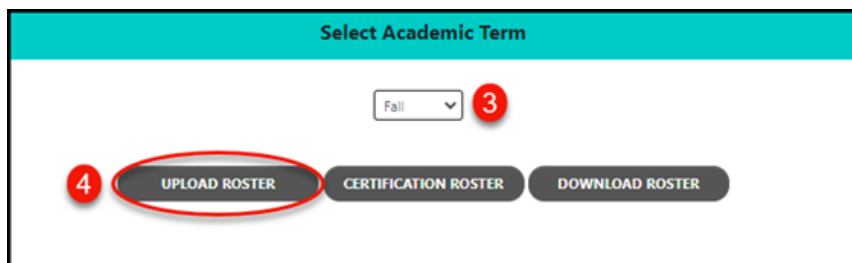 Select Academic Term
Fall 3
4 UPLOAD ROSTER CERTIFICATION ROSTER DOWNLOAD ROSTER